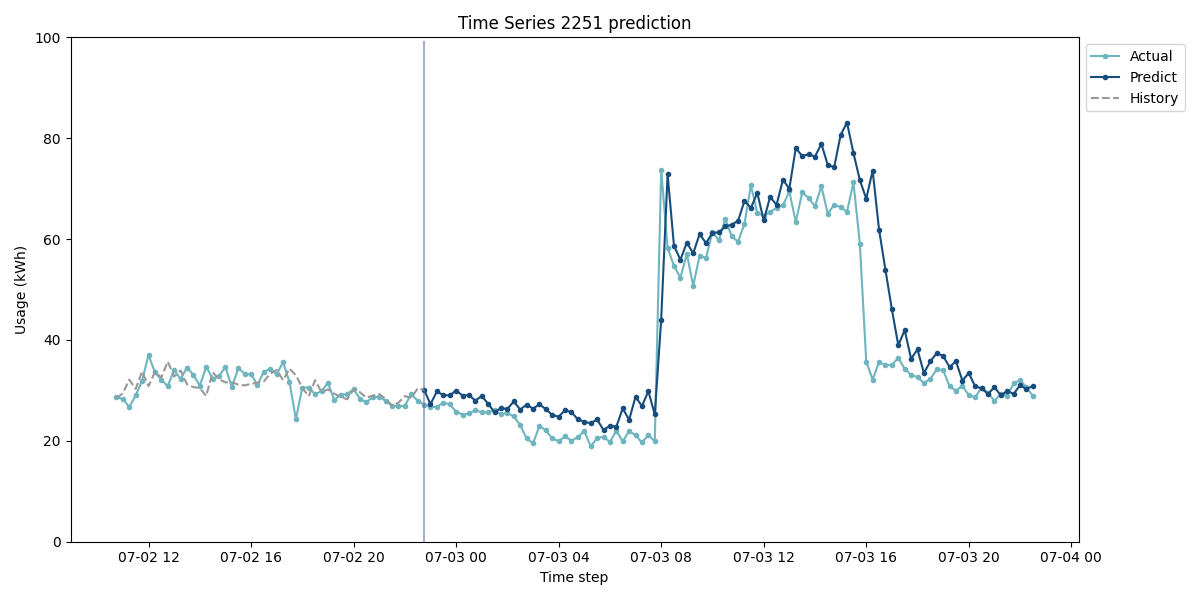 Time Series 2251 prediction
Usage (kWh)
100
80
60
40
20
0
07-02 12
07-02 16
07-02 20
07-03 00
07-03 04
07-03 08
07-03 12
07-03 16
07-03 20
07-04 00
Time step
Actual
Predict
History